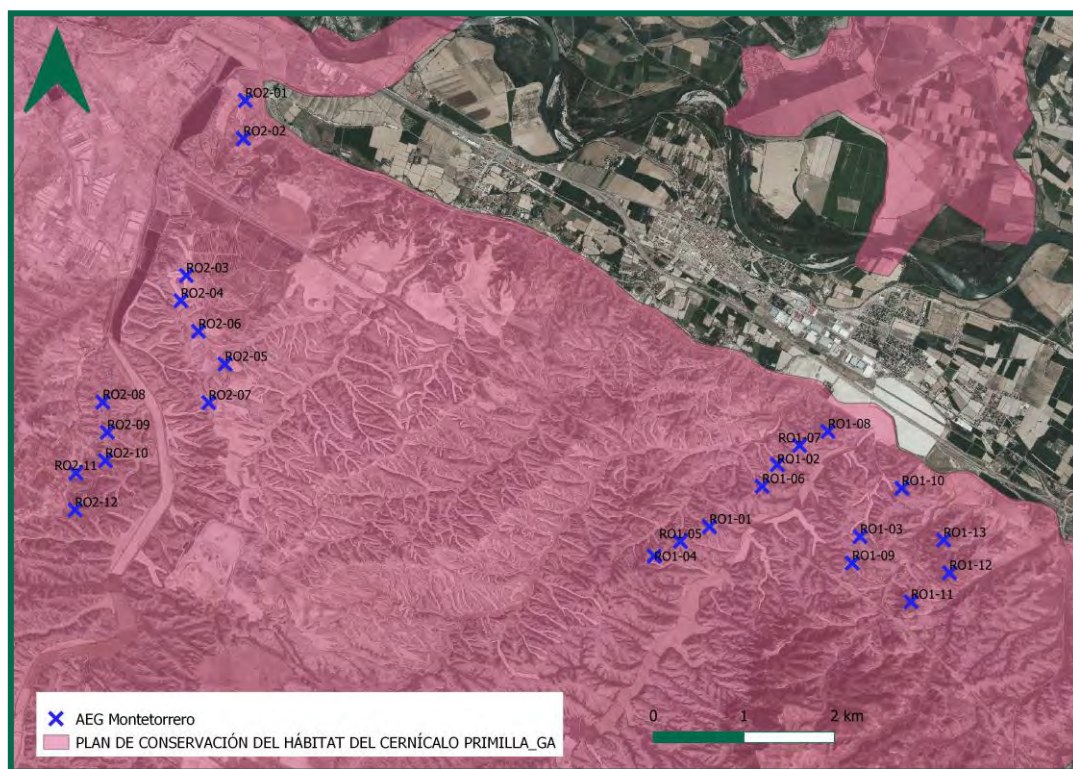 RO2-01
RO2-02
RO2-03
RO2-04
RO2-06
RO2-05
RO2-08
RO2-07
RO2-09
RO2-10
RO2-11
RO2-12
RO1-08
RO1-07
RO1-02
RO1-06
RO1-10
RO1-01
RO1-05
RO1-04
RO1-03
RO1-13
RO1-09
RO1-12
RO1-11
AEG Montetorrero
PLAN DE CONSERVACIÓN DEL HÁBITAT DEL CERNÍCALO PRIMILLA_GA
0 1 2 km